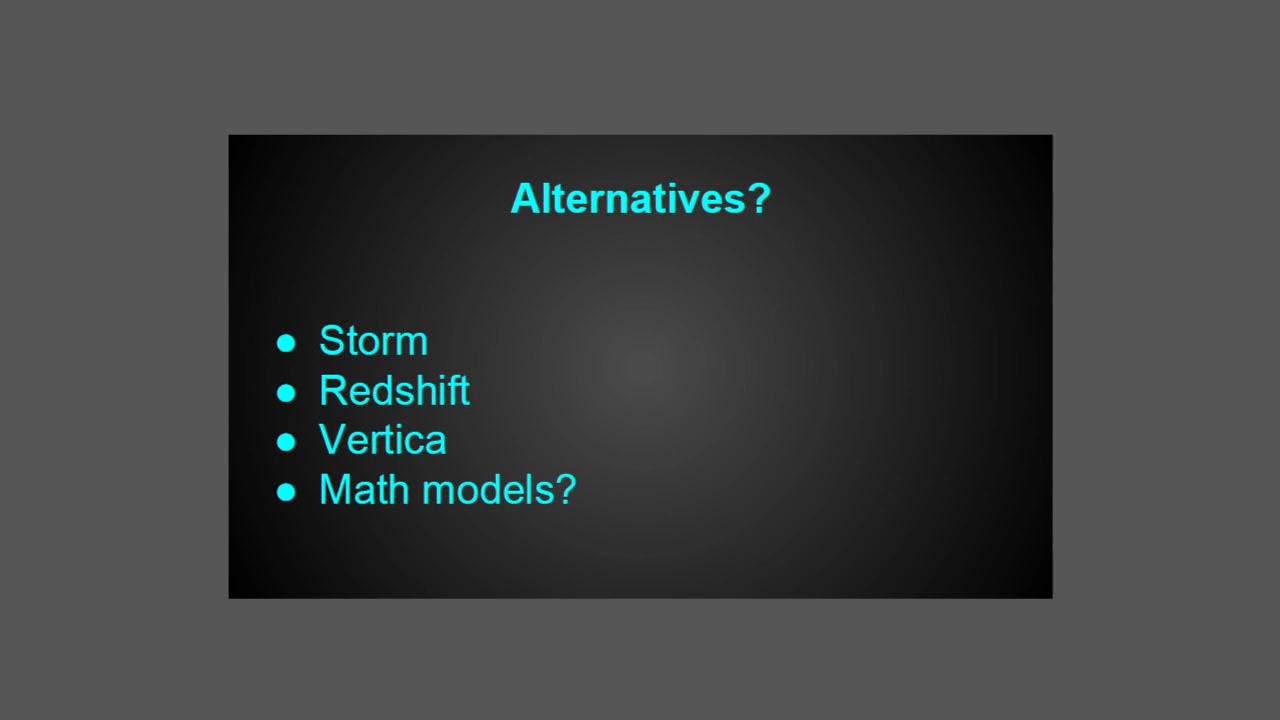 Alternatives?
● Storm
● Redshift
● Vertica
● Math models?